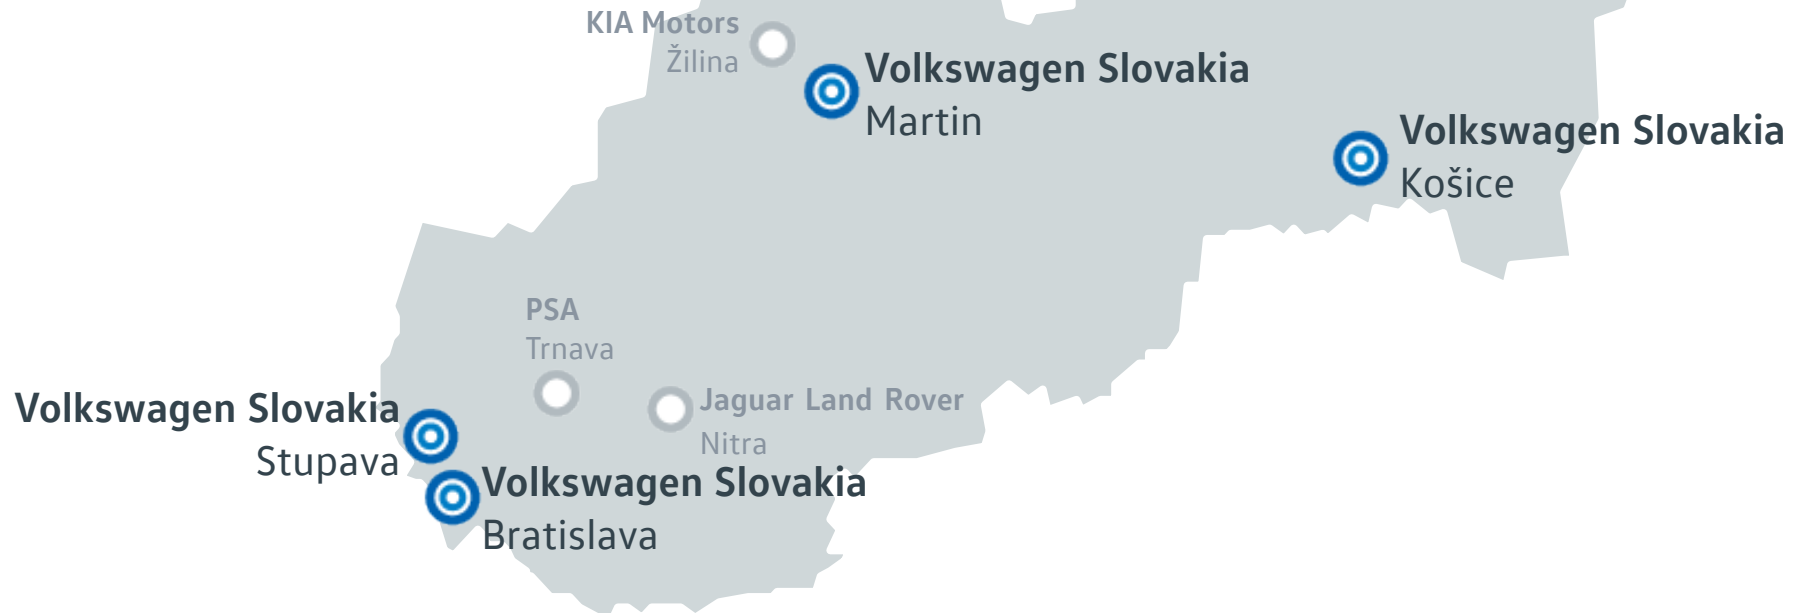 KIA Motors
Žilina
Volkswagen Slovakia
Martin
Volkswagen Slovakia
Košice
PSA
Trnava
Jaguar Land Rover
Nitra
Volkswagen Slovakia
Stupava
Volkswagen Slovakia
Bratislava